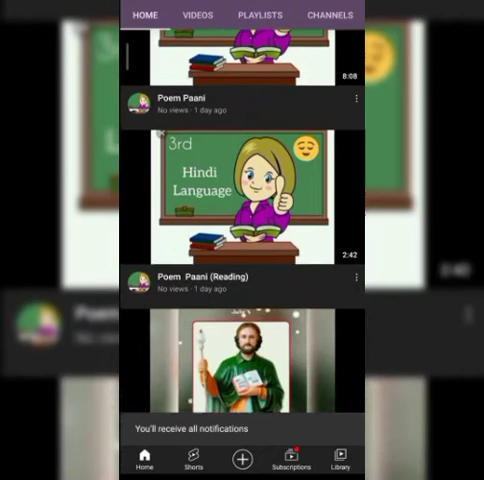 HOME VIDEOS PLAYLISTS CHANNELS
8:08
Poem Paani
No views · 1 day ago
3rd
Hindi
Language
2:42
Poem Paani (Reading)
No views · 1 day ago
You'll receive all notifications
Home Shorts Subscriptions Library